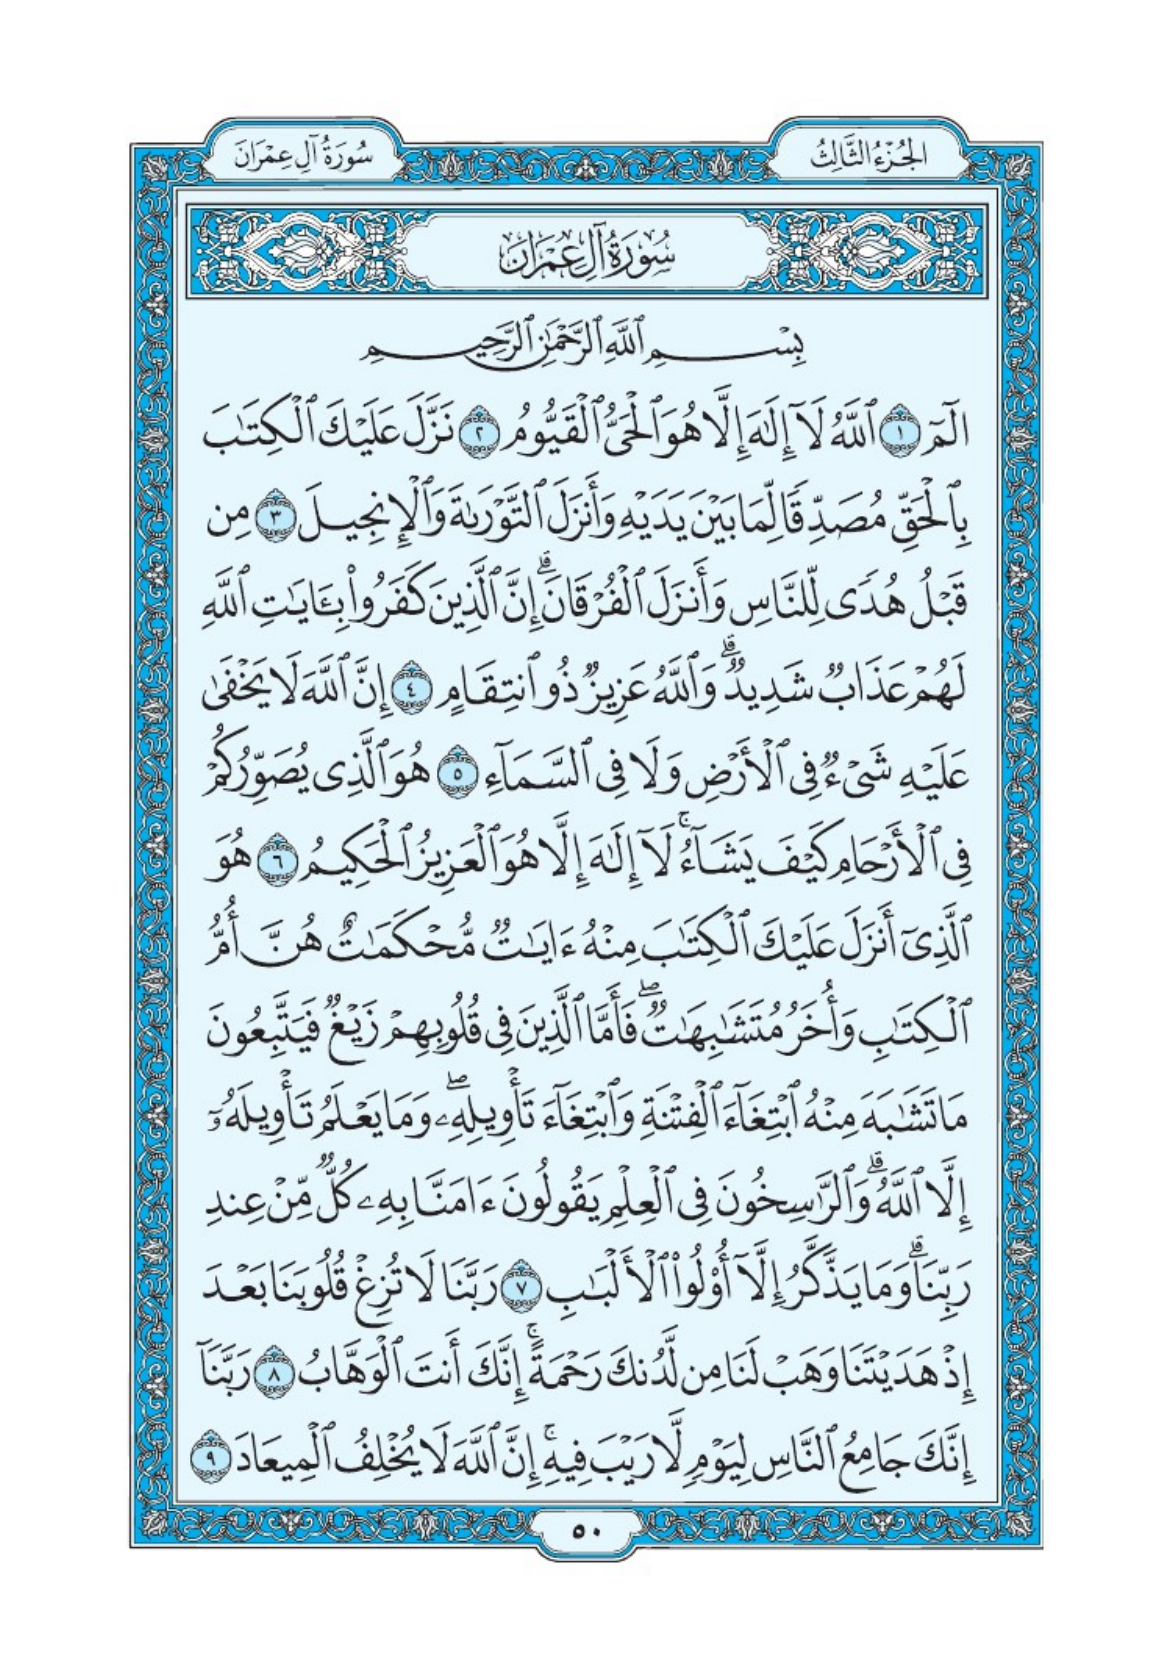 الجُزْءُ الثَّالِثُ
سُورَةُ آلِ عِمْرَانَ
سُورَةُ آلِ عِمْرَانَ
بِسْمِ ٱللَّهِ ٱلرَّحْمَٰنِ ٱلرَّحِيمِ
الٓمٓ ١ ٱللَّهُ لَآ إِلَٰهَ إِلَّا هُوَ ٱلْحَىُّ ٱلْقَيُّومُ ٢ نَزَّلَ عَلَيْكَ ٱلْكِتَٰبَ
بِٱلْحَقِّ مُصَدِّقًا لِّمَا بَيْنَ يَدَيْهِ وَأَنزَلَ ٱلتَّوْرَىٰةَ وَٱلْإِنجِيلَ ٣ مِن
قَبْلُ هُدًى لِّلنَّاسِ وَأَنزَلَ ٱلْفُرْقَانَ ۗ إِنَّ ٱلَّذِينَ كَفَرُوا۟ بِـَٔايَٰتِ ٱللَّهِ
لَهُمْ عَذَابٌ شَدِيدٌ ۗ وَٱللَّهُ عَزِيزٌ ذُو ٱنتِقَامٍ ٤ إِنَّ ٱللَّهَ لَا يَخْفَىٰ
عَلَيْهِ شَىْءٌ فِى ٱلْأَرْضِ وَلَا فِى ٱلسَّمَآءِ ٥ هُوَ ٱلَّذِى يُصَوِّرُكُمْ
فِى ٱلْأَرْحَامِ كَيْفَ يَشَآءُ ۚ لَآ إِلَٰهَ إِلَّا هُوَ ٱلْعَزِيزُ ٱلْحَكِيمُ ٦ هُوَ
ٱلَّذِىٓ أَنزَلَ عَلَيْكَ ٱلْكِتَٰبَ مِنْهُ ءَايَٰتٌ مُّحْكَمَٰتٌ هُنَّ أُمُّ
ٱلْكِتَٰبِ وَأُخَرُ مُتَشَٰبِهَٰتٌ ۖ فَأَمَّا ٱلَّذِينَ فِى قُلُوبِهِمْ زَيْغٌ فَيَتَّبِعُونَ
مَا تَشَٰبَهَ مِنْهُ ٱبْتِغَآءَ ٱلْفِتْنَةِ وَٱبْتِغَآءَ تَأْوِيلِهِۦ ۖ وَمَا يَعْلَمُ تَأْوِيلَهُۥٓ
إِلَّا ٱللَّهُ ۗ وَٱلرَّٰسِخُونَ فِى ٱلْعِلْمِ يَقُولُونَ ءَامَنَّا بِهِۦ كُلٌّ مِّنْ عِندِ
رَبِّنَا ۗ وَمَا يَذَّكَّرُ إِلَّآ أُو۟لُوا۟ ٱلْأَلْبَٰبِ ٧ رَبَّنَا لَا تُزِغْ قُلُوبَنَا بَعْدَ
إِذْ هَدَيْتَنَا وَهَبْ لَنَا مِن لَّدُنكَ رَحْمَةً ۚ إِنَّكَ أَنتَ ٱلْوَهَّابُ ٨ رَبَّنَآ
إِنَّكَ جَامِعُ ٱلنَّاسِ لِيَوْمٍ لَّا رَيْبَ فِيهِ ۚ إِنَّ ٱللَّهَ لَا يُخْلِفُ ٱلْمِيعَادَ ٩
٥٠